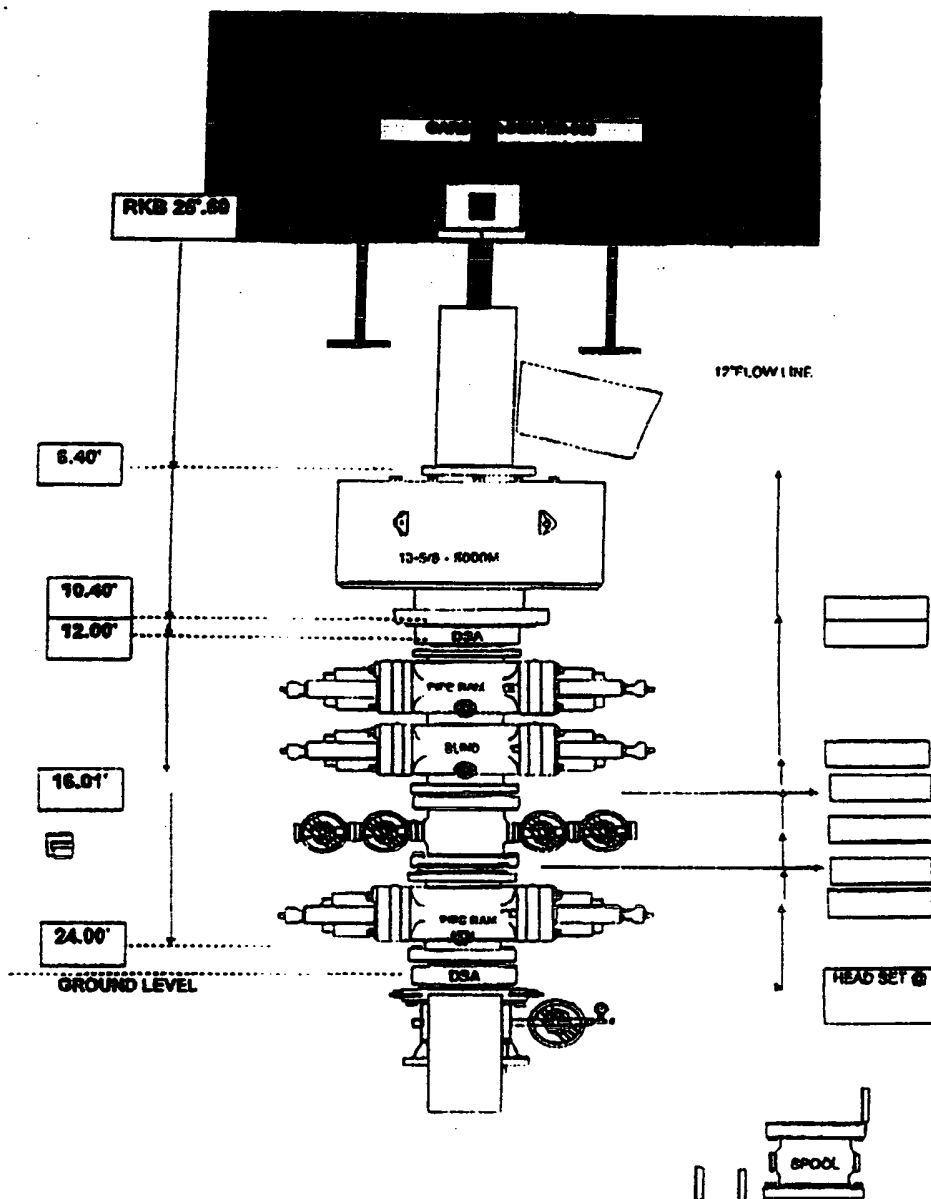 RKB 25'.50
12"FLOW LINE
6.40'
13-5/8 - 5000M
10.40'
12.00'
DSA
PIPE RAM
BLIND
16.01'
PIPE RAM
24.00'
DSA
GROUND LEVEL
HEAD SET @
SPOOL